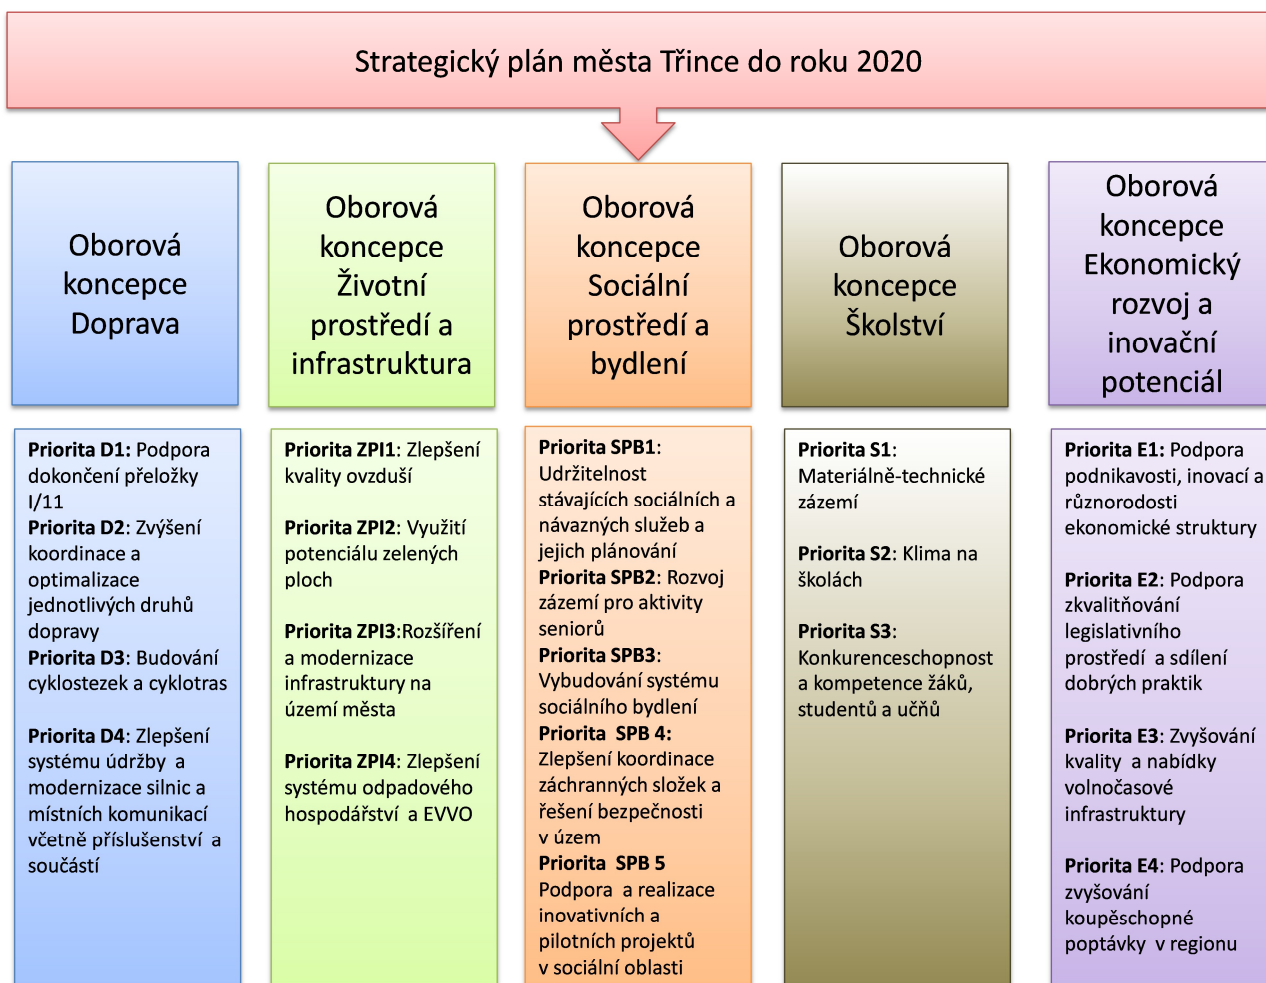 Strategický plán města Třince do roku 2020
Oborová
koncepce
Doprava
Oborová
koncepce
Životní
prostředí a
infrastruktura
Oborová
koncepce
Sociální
prostředí a
bydlení
Oborová
koncepce
Školství
Oborová
koncepce
Ekonomický
rozvoj a
inovační
potenciál
Priorita D1: Podpora
dokončení přeložky
I/11
Priorita D2: Zvýšení
koordinace a
optimalizace
jednotlivých druhů
dopravy
Priorita D3: Budování
cyklostezek a cyklotras
Priorita D4: Zlepšení
systému údržby a
modernizace silnic a
místních komunikací
včetně příslušenství a
součástí
Priorita ZPI1: Zlepšení
kvality ovzduší
Priorita ZPI2: Využití
potenciálu zelených
ploch
Priorita ZPI3:Rozšíření
a modernizace
infrastruktury na
území města
Priorita ZPI4: Zlepšení
systému odpadového
hospodářství a EVVO
Priorita SPB1:
Udržitelnost
stávajících sociálních a
návazných služeb a
jejich plánování
Priorita SPB2: Rozvoj
zázemí pro aktivity
seniorů
Priorita SPB3:
Vybudování systému
sociálního bydlení
Priorita SPB 4:
Zlepšení koordinace
záchranných složek a
řešení bezpečnosti
v územ
Priorita SPB 5
Podpora a realizace
inovativních a
pilotních projektů
v sociální oblasti
Priorita S1:
Materiálně-technické
zázemí
Priorita S2: Klima na
školách
Priorita S3:
Konkurenceschopnost
a kompetence žáků,
studentů a učňů
Priorita E1: Podpora
podnikavosti, inovací a
různorodosti
ekonomické struktury
Priorita E2: Podpora
zkvalitňování
legislativního
prostředí a sdílení
dobrých praktik
Priorita E3: Zvyšování
kvality a nabídky
volnočasové
infrastruktury
Priorita E4: Podpora
zvyšování
koupěschopné
poptávky v regionu